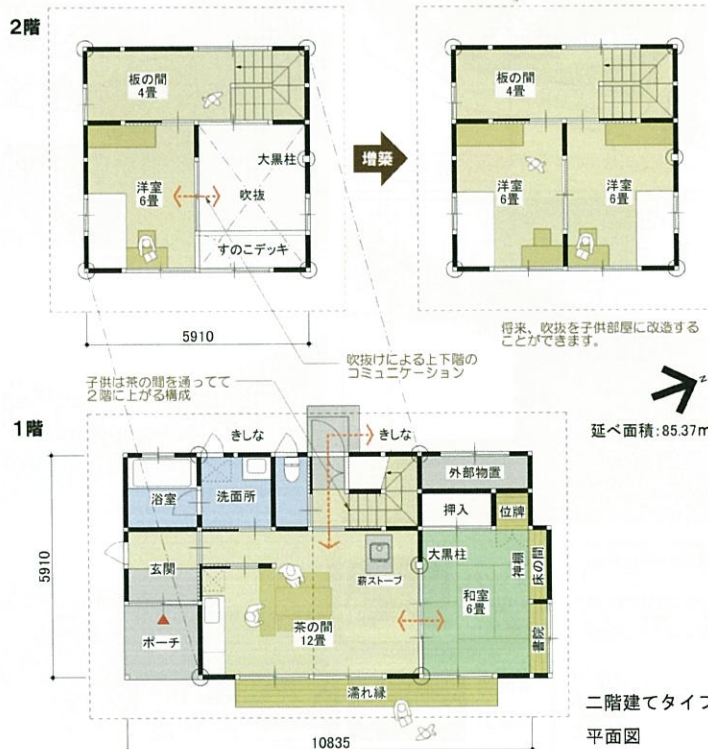 2階
板の間
4畳
大黒柱
洋室
6畳
吹抜
すのこデッキ
5910
増築
板の間
4畳
洋室
6畳
洋室
6畳
将来、吹抜を子供部屋に改造する
ことができます。
吹抜けによる上下階の
コミュニケーション
子供は茶の間を通ってて
2階に上がる構成
N
延べ面積:85.37m
1階
きしな
きしな
外部物置
浴室
洗面所
押入
位牌
5910
玄関
大黒柱
神棚
床の間
薪ストーブ
和室
6畳
茶の間
12畳
ポーチ
書院
濡れ縁
10835
二階建てタイプ
平面図